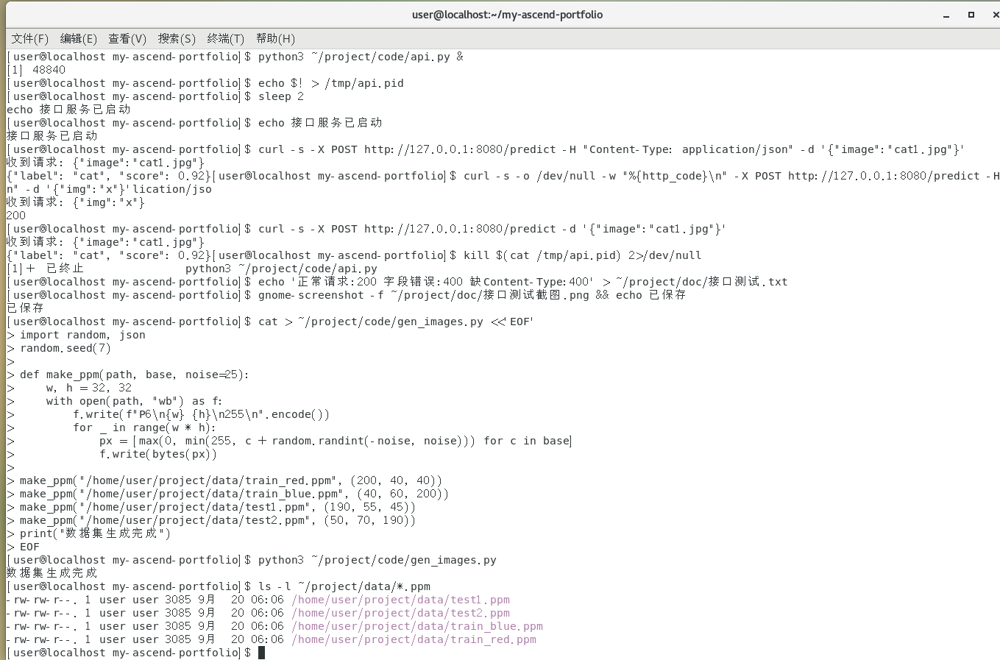 user@localhost:~/my-ascend-portfolio
文件(F) 编辑(E) 查看(V) 搜索(S) 终端(T) 帮助(H)
[user@localhost my-ascend-portfolio]$ python3 ~/project/code/api.py &
[1] 48840
[user@localhost my-ascend-portfolio]$ echo $! > /tmp/api.pid
[user@localhost my-ascend-portfolio]$ sleep 2
echo 接口服务已启动
[user@localhost my-ascend-portfolio]$ echo 接口服务已启动
接口服务已启动
[user@localhost my-ascend-portfolio]$ curl -s -X POST http://127.0.0.1:8080/predict -H "Content-Type: application/json" -d '{"image":"cat1.jpg"}'
收到请求: {"image":"cat1.jpg"}
{"label": "cat", "score": 0.92}[user@localhost my-ascend-portfolio]$ curl -s -o /dev/null -w "%{http_code}\n" -X POST http://127.0.0.1:8080/predict -H
n" -d '{"img":"x"}'lication/jso
收到请求: {"img":"x"}
200
[user@localhost my-ascend-portfolio]$ curl -s -X POST http://127.0.0.1:8080/predict -d '{"image":"cat1.jpg"}'
收到请求: {"image":"cat1.jpg"}
{"label": "cat", "score": 0.92}[user@localhost my-ascend-portfolio]$ kill $(cat /tmp/api.pid) 2>/dev/null
[1]+  已终止               python3 ~/project/code/api.py
[user@localhost my-ascend-portfolio]$ echo '正常请求:200 字段错误:400 缺Content-Type:400' > ~/project/doc/接口测试.txt
[user@localhost my-ascend-portfolio]$ gnome-screenshot -f ~/project/doc/接口测试截图.png && echo 已保存
已保存
[user@localhost my-ascend-portfolio]$ cat > ~/project/code/gen_images.py <<'EOF'
> import random, json
> random.seed(7)
>
> def make_ppm(path, base, noise=25):
>     w, h = 32, 32
>     with open(path, "wb") as f:
>         f.write(f"P6\n{w} {h}\n255\n".encode())
>         for _ in range(w * h):
>             px = [max(0, min(255, c + random.randint(-noise, noise))) for c in base]
>             f.write(bytes(px))
>
> make_ppm("/home/user/project/data/train_red.ppm", (200, 40, 40))
> make_ppm("/home/user/project/data/train_blue.ppm", (40, 60, 200))
> make_ppm("/home/user/project/data/test1.ppm", (190, 55, 45))
> make_ppm("/home/user/project/data/test2.ppm", (50, 70, 190))
> print("数据集生成完成")
> EOF
[user@localhost my-ascend-portfolio]$ python3 ~/project/code/gen_images.py
数据集生成完成
[user@localhost my-ascend-portfolio]$ ls -l ~/project/data/*.ppm
-rw-rw-r--. 1 user user 3085 9月  20 06:06 /home/user/project/data/test1.ppm
-rw-rw-r--. 1 user user 3085 9月  20 06:06 /home/user/project/data/test2.ppm
-rw-rw-r--. 1 user user 3085 9月  20 06:06 /home/user/project/data/train_blue.ppm
-rw-rw-r--. 1 user user 3085 9月  20 06:06 /home/user/project/data/train_red.ppm
[user@localhost my-ascend-portfolio]$